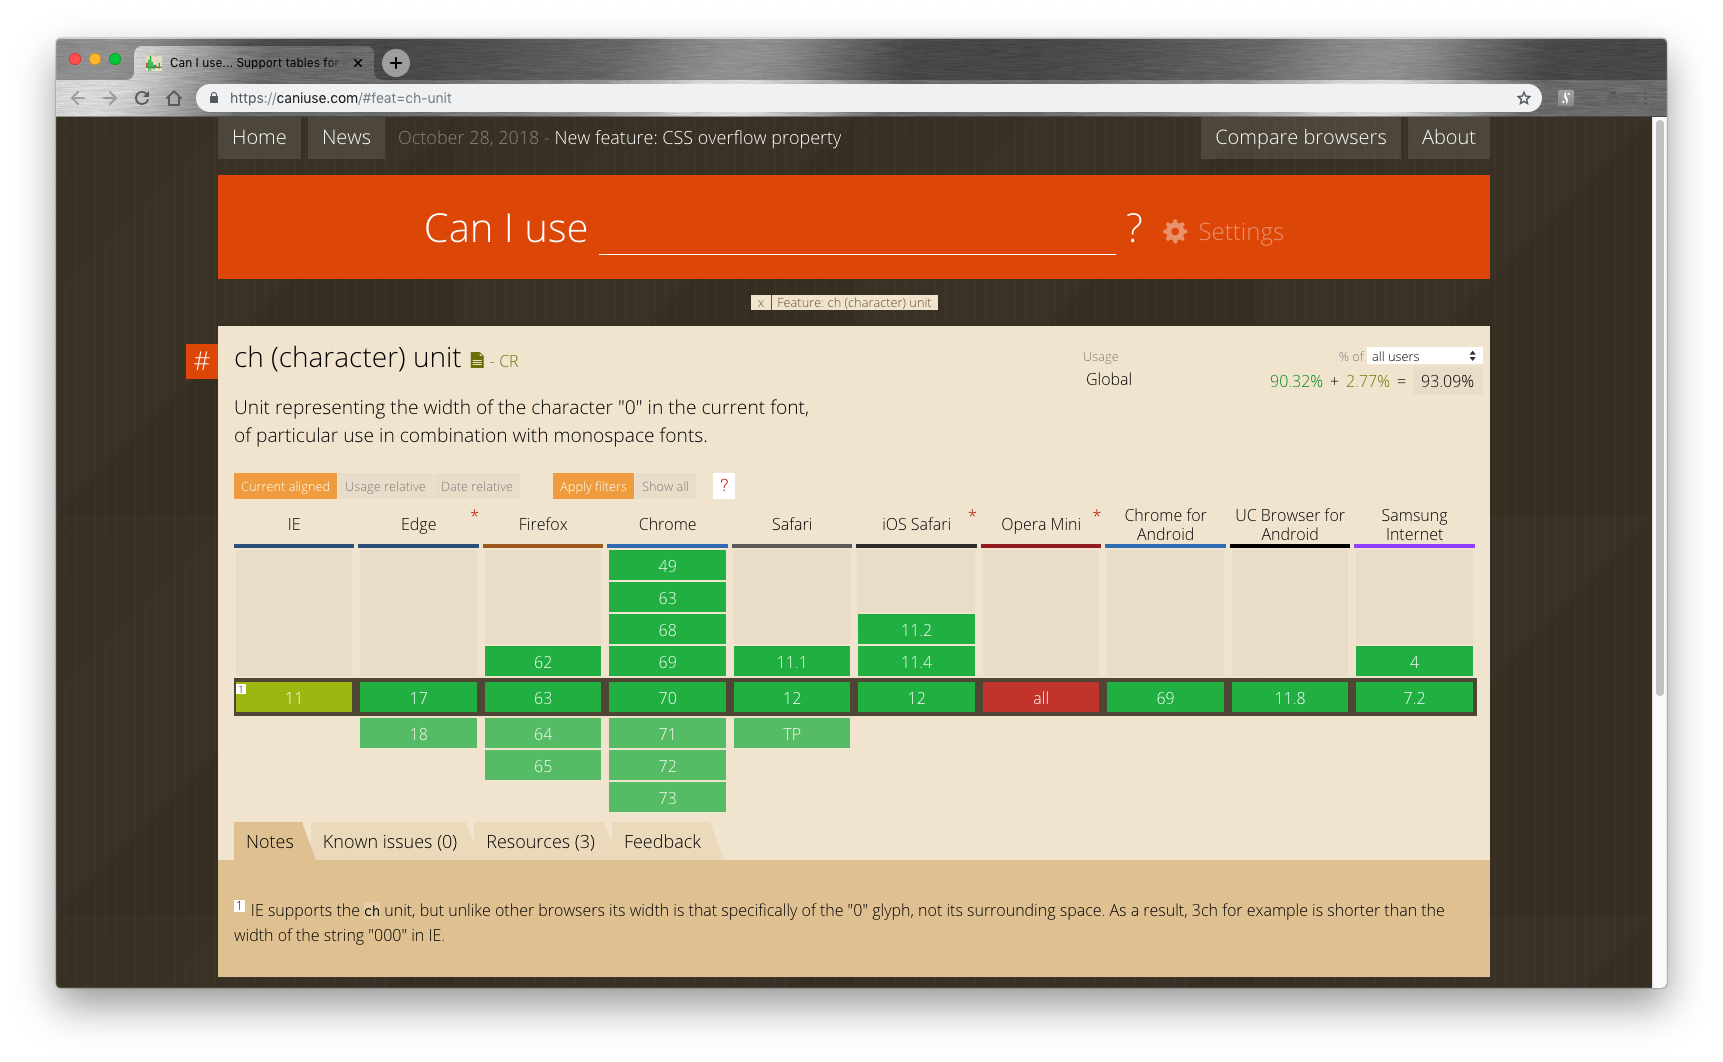 Can I use... Support tables for
https://caniuse.com/#feat=ch-unit
Home News October 28, 2018 - New feature: CSS overflow property Compare browsers About
Can I use ? Settings
x Feature: ch (character) unit
# ch (character) unit - CR
Usage % of all users
Global 90.32% + 2.77% = 93.09%
Unit representing the width of the character "0" in the current font,
of particular use in combination with monospace fonts.
Current aligned Usage relative Date relative Apply filters Show all ?
IE Edge * Firefox Chrome Safari iOS Safari * Opera Mini * Chrome for Android UC Browser for Android Samsung Internet
49
63
68 11.2
62 69 11.1 11.4 4
1 11 17 63 70 12 12 all 69 11.8 7.2
18 64 71 TP
65 72
73
Notes Known issues (0) Resources (3) Feedback
1 IE supports the ch unit, but unlike other browsers its width is that specifically of the "0" glyph, not its surrounding space. As a result, 3ch for example is shorter than the
width of the string "000" in IE.